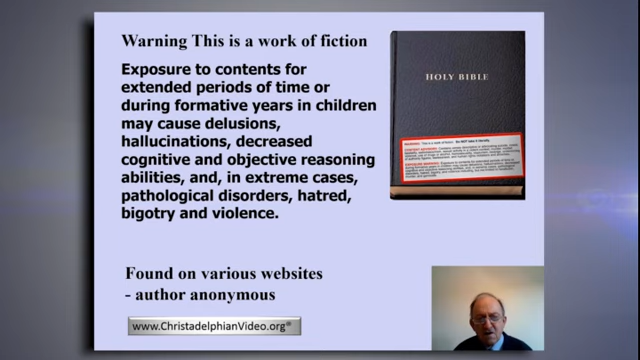 Warning This is a work of fiction
Exposure to contents for
extended periods of time or
during formative years in children
may cause delusions,
hallucinations, decreased
cognitive and objective reasoning
abilities, and, in extreme cases,
pathological disorders, hatred,
bigotry and violence.
HOLY BIBLE
Found on various websites
- author anonymous
www.ChristadelphianVideo.org®